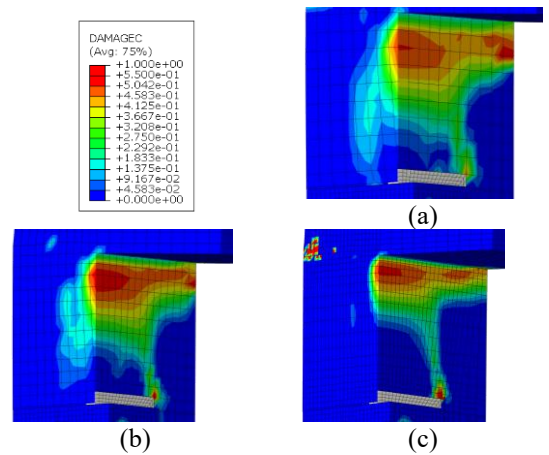 DAMAGEC
(Avg: 75%)
+1.000e+00
+5.500e-01
+5.042e-01
+4.583e-01
+4.125e-01
+3.667e-01
+3.208e-01
+2.750e-01
+2.292e-01
+1.833e-01
+1.375e-01
+9.167e-02
+4.583e-02
+0.000e+00
(a)
(b)
(c)